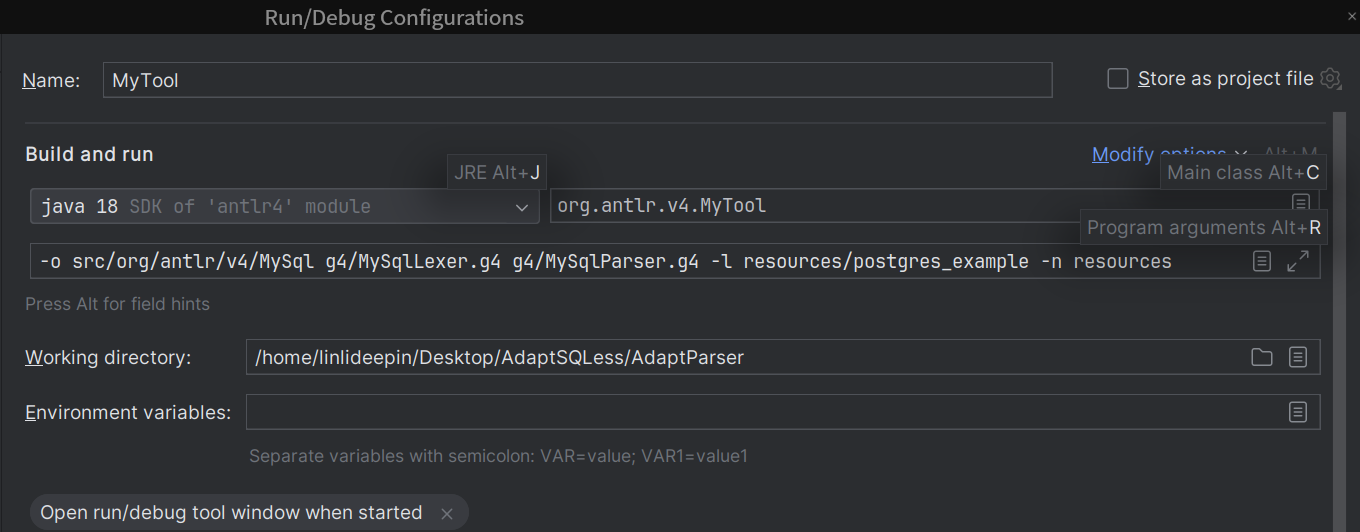 Run/Debug Configurations
Name: MyTool Store as project file
Build and run Modify options Alt+M
JRE Alt+J Main class Alt+C
java 18 SDK of 'antlr4' module org.antlr.v4.MyTool
Program arguments Alt+R
-o src/org/antlr/v4/MySql g4/MySqlLexer.g4 g4/MySqlParser.g4 -l resources/postgres_example -n resources
Press Alt for field hints
Working directory: /home/linlideepin/Desktop/AdaptSQLess/AdaptParser
Environment variables:
Separate variables with semicolon: VAR=value; VAR1=value1
Open run/debug tool window when started